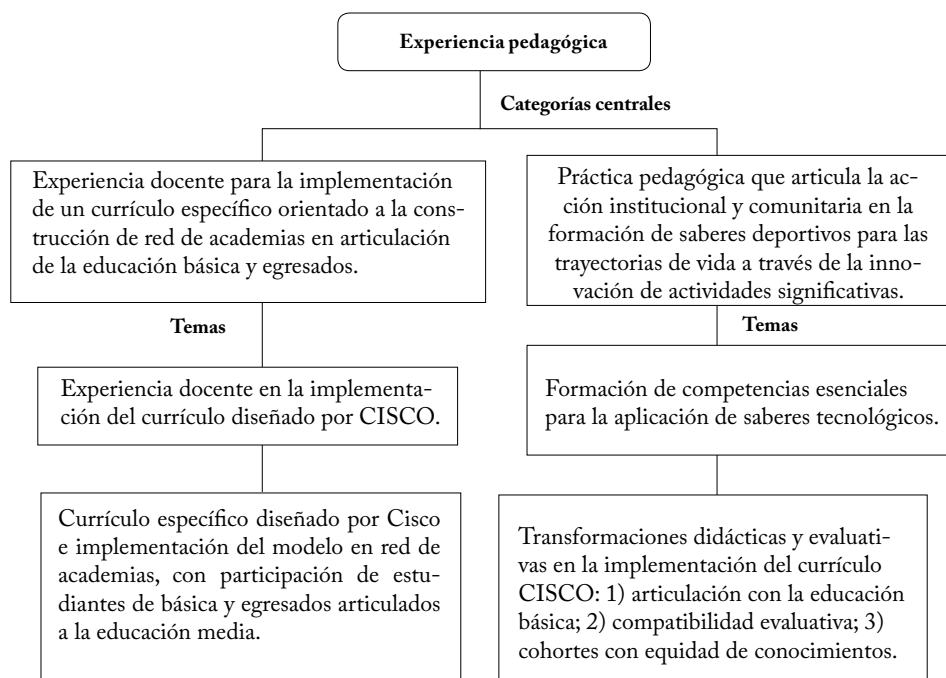 Experiencia pedagógica
Categorías centrales
Experiencia docente para la implementación
de un currículo específico orientado a la cons-
trucción de red de academias en articulación
de la educación básica y egresados.
Práctica pedagógica que articula la ac-
ción institucional y comunitaria en la
formación de saberes deportivos para las
trayectorias de vida a través de la inno-
vación de actividades significativas.
Temas
Temas
Experiencia docente en la implementa-
ción del currículo diseñado por CISCO.
Formación de competencias esenciales
para la aplicación de saberes tecnológicos.
Currículo específico diseñado por Cisco
e implementación del modelo en red de
academias, con participación de estu-
diantes de básica y egresados articulados
a la educación media.
Transformaciones didácticas y evaluati-
vas en la implementación del currículo
CISCO: 1) articulación con la educación
básica; 2) compatibilidad evaluativa; 3)
cohortes con equidad de conocimientos.